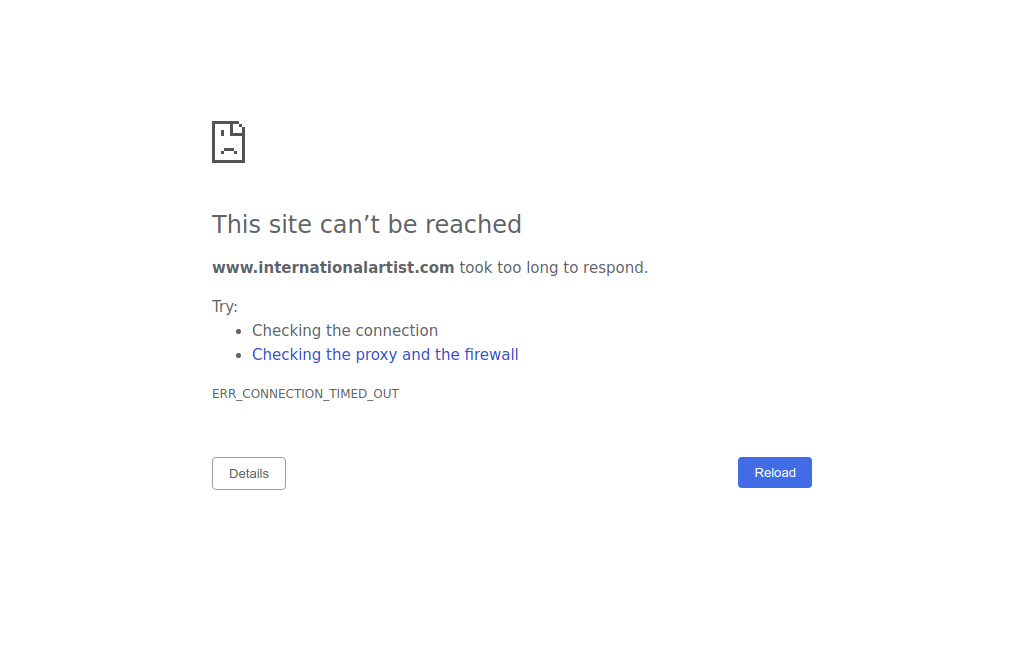 This site can’t be reached
www.internationalartist.com took too long to respond.
Try:
Checking the connection
Checking the proxy and the firewall
ERR_CONNECTION_TIMED_OUT
Details
Reload